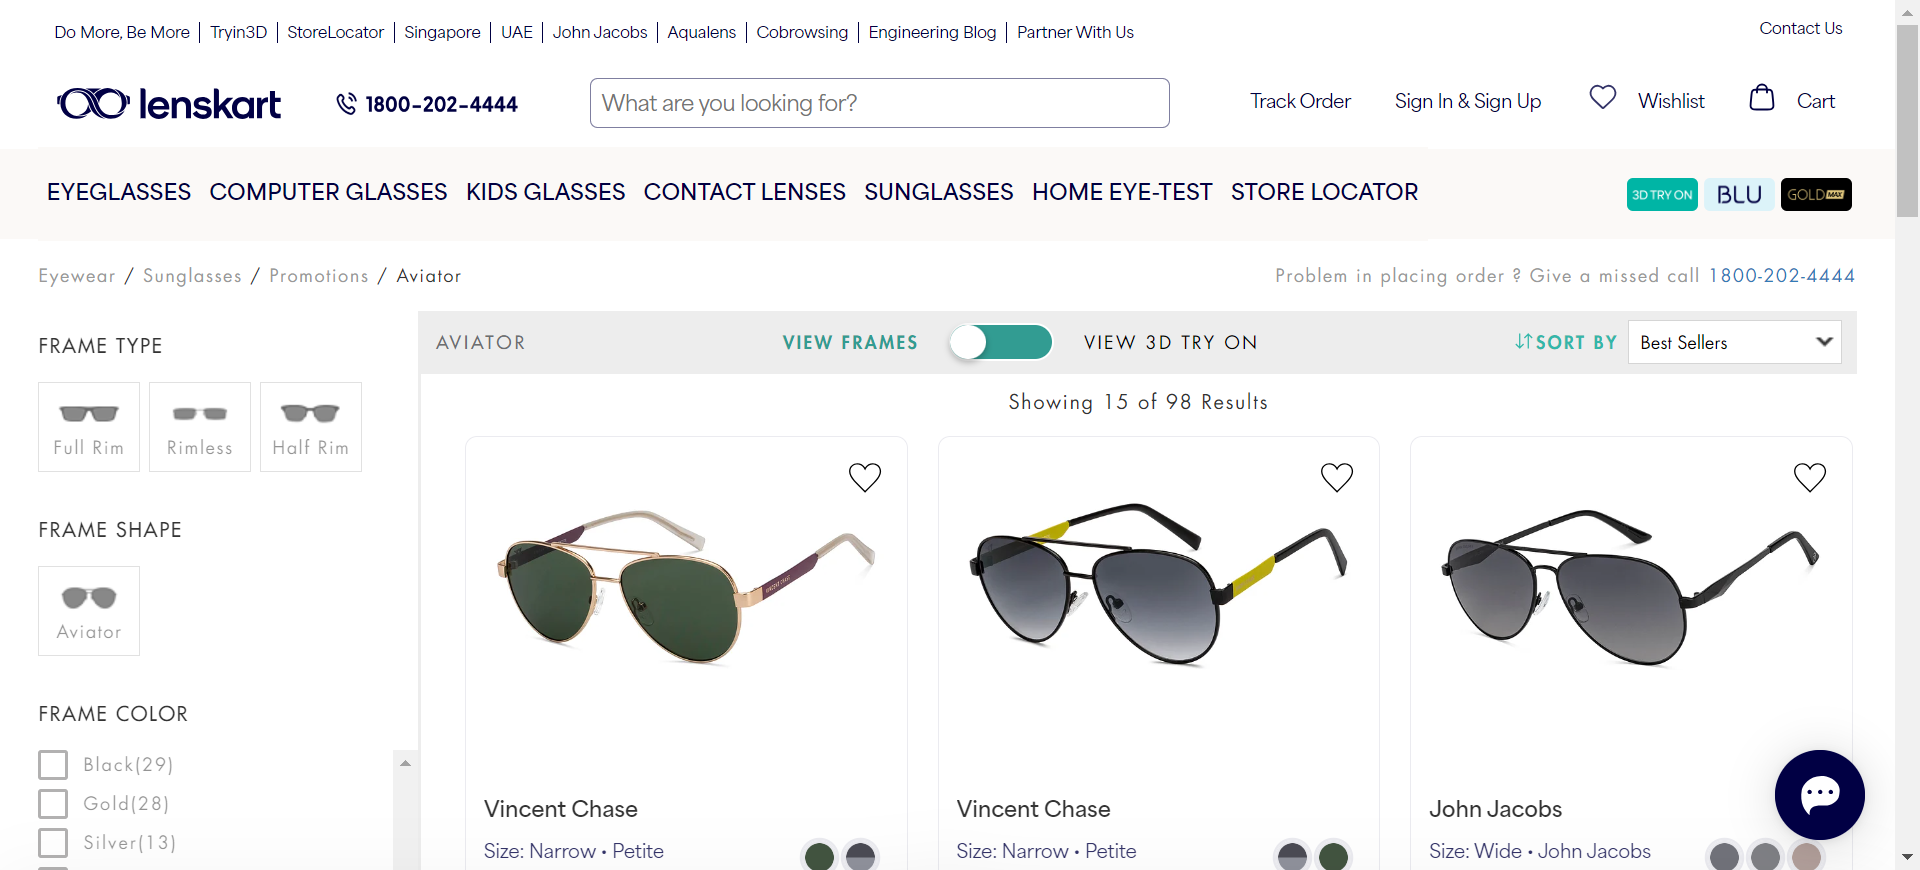 Do More, Be More | Tryin3D | StoreLocator | Singapore | UAE | John Jacobs | Aqualens | Cobrowsing | Engineering Blog | Partner With Us
Contact Us
lenskart
1800-202-4444
What are you looking for?
Track Order
Sign In & Sign Up
Wishlist
Cart
EYEGLASSES COMPUTER GLASSES KIDS GLASSES CONTACT LENSES SUNGLASSES HOME EYE-TEST STORE LOCATOR
3D TRY ON
BLU
GOLD MAX
Eyewear / Sunglasses / Promotions / Aviator
Problem in placing order ? Give a missed call 1800-202-4444
FRAME TYPE
Full Rim
Rimless
Half Rim
FRAME SHAPE
Aviator
FRAME COLOR
Black(29)
Gold(28)
Silver(13)
AVIATOR
VIEW FRAMES
VIEW 3D TRY ON
SORT BY
Best Sellers
Showing 15 of 98 Results
VINCENT CHASE
Vincent Chase
Size: Narrow • Petite
Vincent Chase
Size: Narrow • Petite
John Jacobs
Size: Wide • John Jacobs